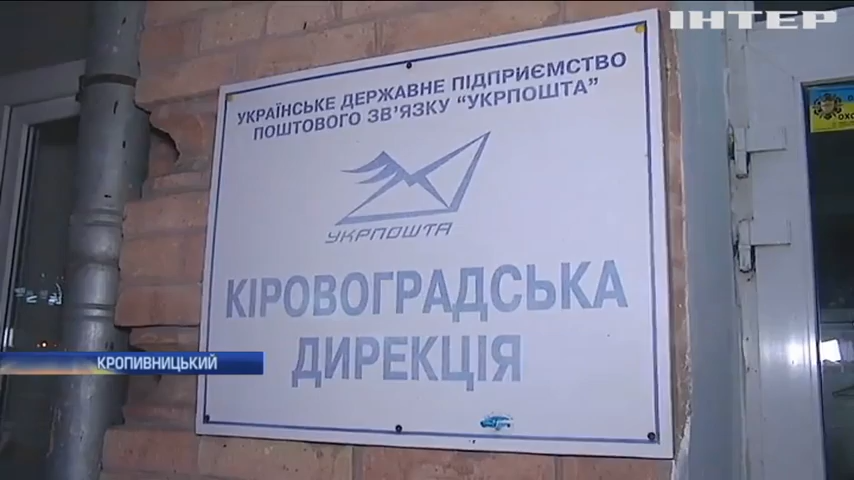 ІНТЕР
УКРАЇНСЬКЕ ДЕРЖАВНЕ ПІДПРИЄМСТВО
ПОШТОВОГО ЗВ'ЯЗКУ "УКРПОШТА"
УКРПОШТА
КІРОВОГРАДСЬКА
ДИРЕКЦІЯ
КРОПИВНИЦЬКИЙ